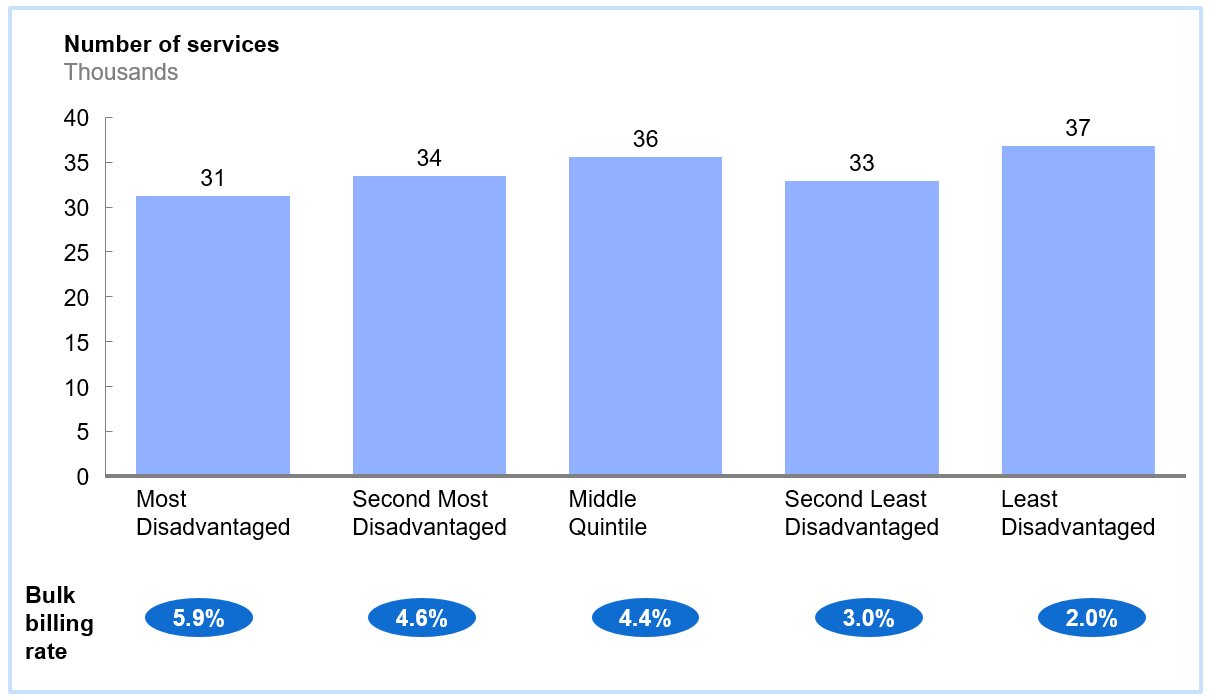 Number of services
Thousands
40
35
30
25
20
15
10
5
0
31
34
36
33
37
Most
Disadvantaged
Second Most
Disadvantaged
Middle
Quintile
Second Least
Disadvantaged
Least
Disadvantaged
Bulk
billing
rate
5.9%
4.6%
4.4%
3.0%
2.0%